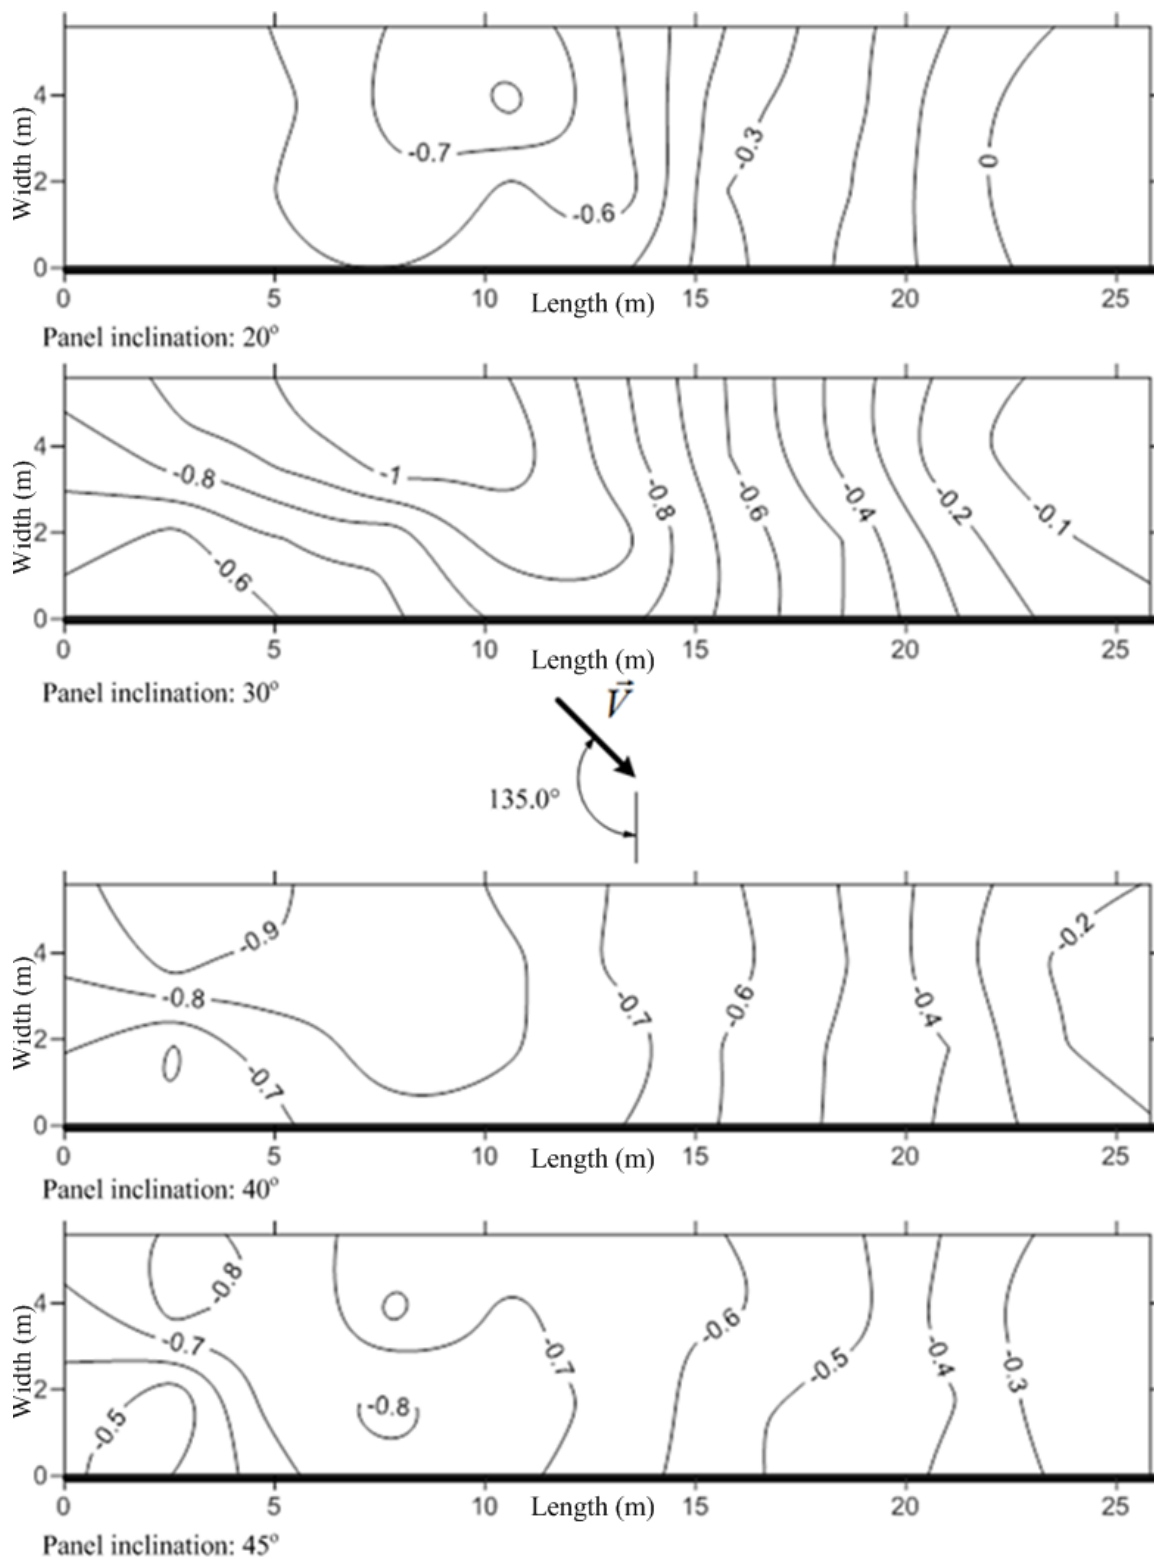 4
-0.3
-0.7
0
2
-0.6
Width (m)
0
0 5 10 15 20 25
Length (m)
Panel inclination: 20°
4
-0.8
-1
-0.8
-0.6
-0.4
-0.2
-0.1
2
-0.6
Width (m)
0
0 5 10 15 20 25
Length (m)
Panel inclination: 30°
V
135.0°
-0.9
-0.2
4
-0.8
-0.7
-0.6
-0.4
2
-0.7
Width (m)
0
0 5 10 15 20 25
Length (m)
Panel inclination: 40°
-0.8
4
-0.7
-0.6
-0.7
-0.5
-0.4
-0.3
2
-0.5
-0.8
Width (m)
0
0 5 10 15 20 25
Length (m)
Panel inclination: 45°